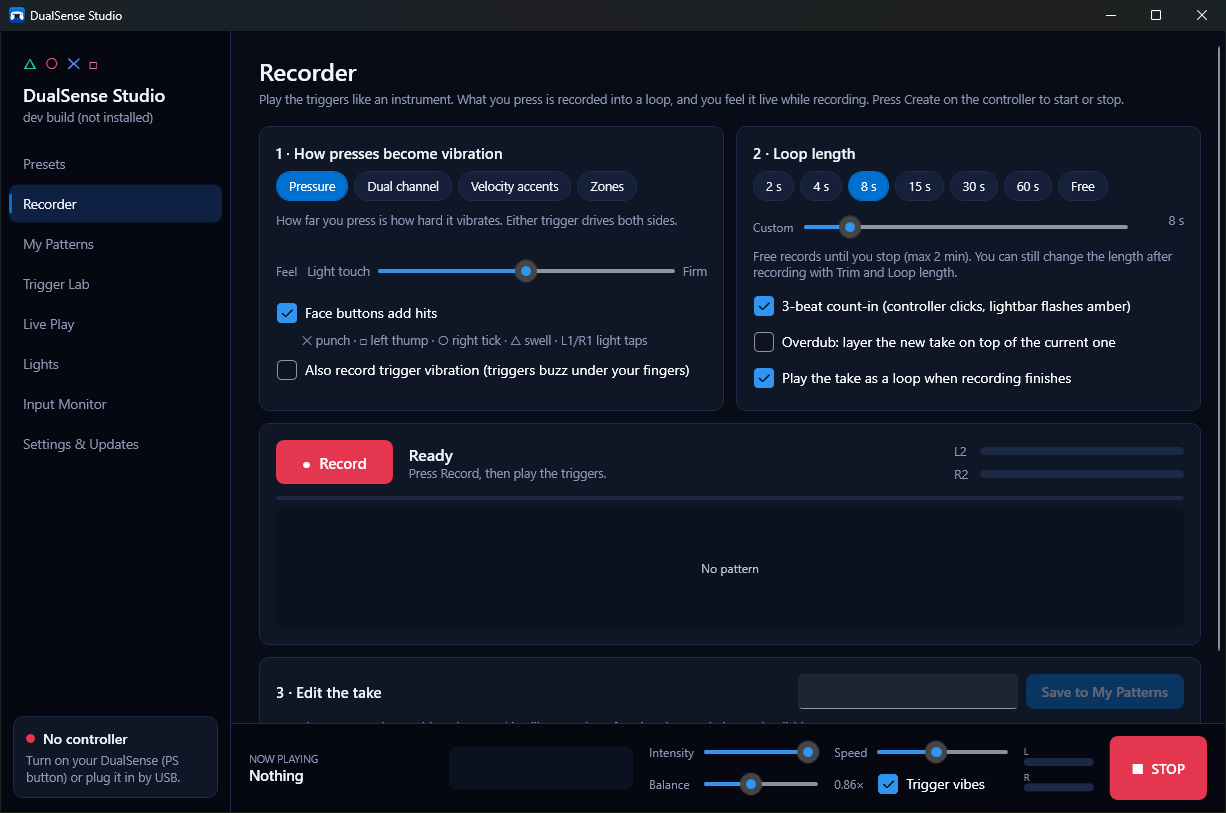 DualSense Studio
DualSense Studio
dev build (not installed)
Presets
Recorder
My Patterns
Trigger Lab
Live Play
Lights
Input Monitor
Settings & Updates
No controller
Turn on your DualSense (PS
button) or plug it in by USB.
Recorder
Play the triggers like an instrument. What you press is recorded into a loop, and you feel it live while recording. Press Create on the controller to start or stop.
1 · How presses become vibration
Pressure Dual channel Velocity accents Zones
How far you press is how hard it vibrates. Either trigger drives both sides.
Feel Light touch Firm
Face buttons add hits
✕ punch · □ left thump · ○ right tick · △ swell · L1/R1 light taps
Also record trigger vibration (triggers buzz under your fingers)
2 · Loop length
2 s 4 s 8 s 15 s 30 s 60 s Free
Custom 8 s
Free records until you stop (max 2 min). You can still change the length after
recording with Trim and Loop length.
3-beat count-in (controller clicks, lightbar flashes amber)
Overdub: layer the new take on top of the current one
Play the take as a loop when recording finishes
● Record
Ready
Press Record, then play the triggers.
L2
R2
No pattern
3 · Edit the take
Save to My Patterns
NOW PLAYING
Nothing
Intensity
Speed
Balance
0.86×
Trigger vibes
L
R
STOP